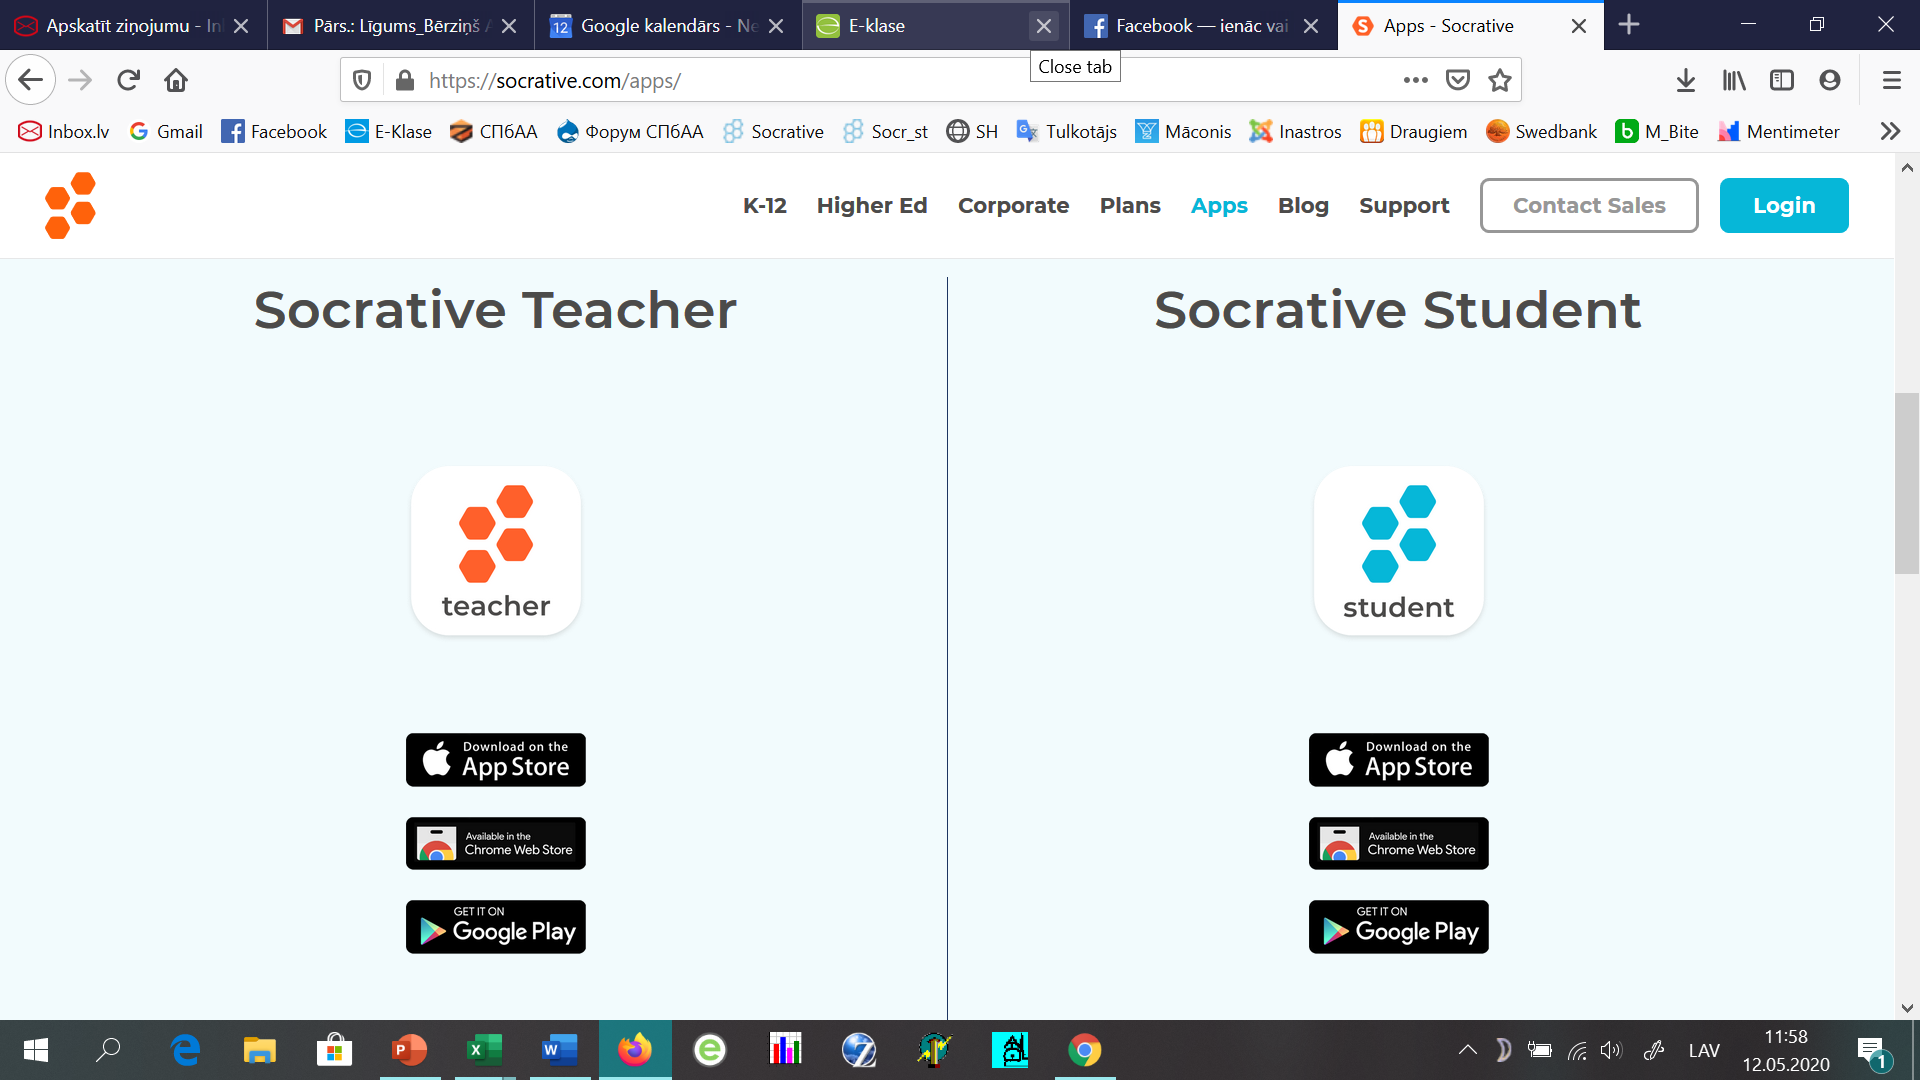 Apskatīt ziņojumu - In
Pārs.: Līgums_Bērziņš A
12
Google kalendārs - Ne
E-klase
Facebook — ienāc vai
Apps - Socrative
Close tab
https://socrative.com/apps/
Inbox.lv
Gmail
Facebook
E-Klase
СПбАА
Форум СПбАА
Socrative
Socr_st
SH
Tulkotājs
Māconis
Inastros
Draugiem
Swedbank
M_Bite
Mentimeter
K-12
Higher Ed
Corporate
Plans
Apps
Blog
Support
Contact Sales
Login
Socrative Teacher
teacher
Download on the
App Store
Available in the
Chrome Web Store
GET IT ON
Google Play
Socrative Student
student
Download on the
App Store
Available in the
Chrome Web Store
GET IT ON
Google Play
LAV
11:58
12.05.2020
1